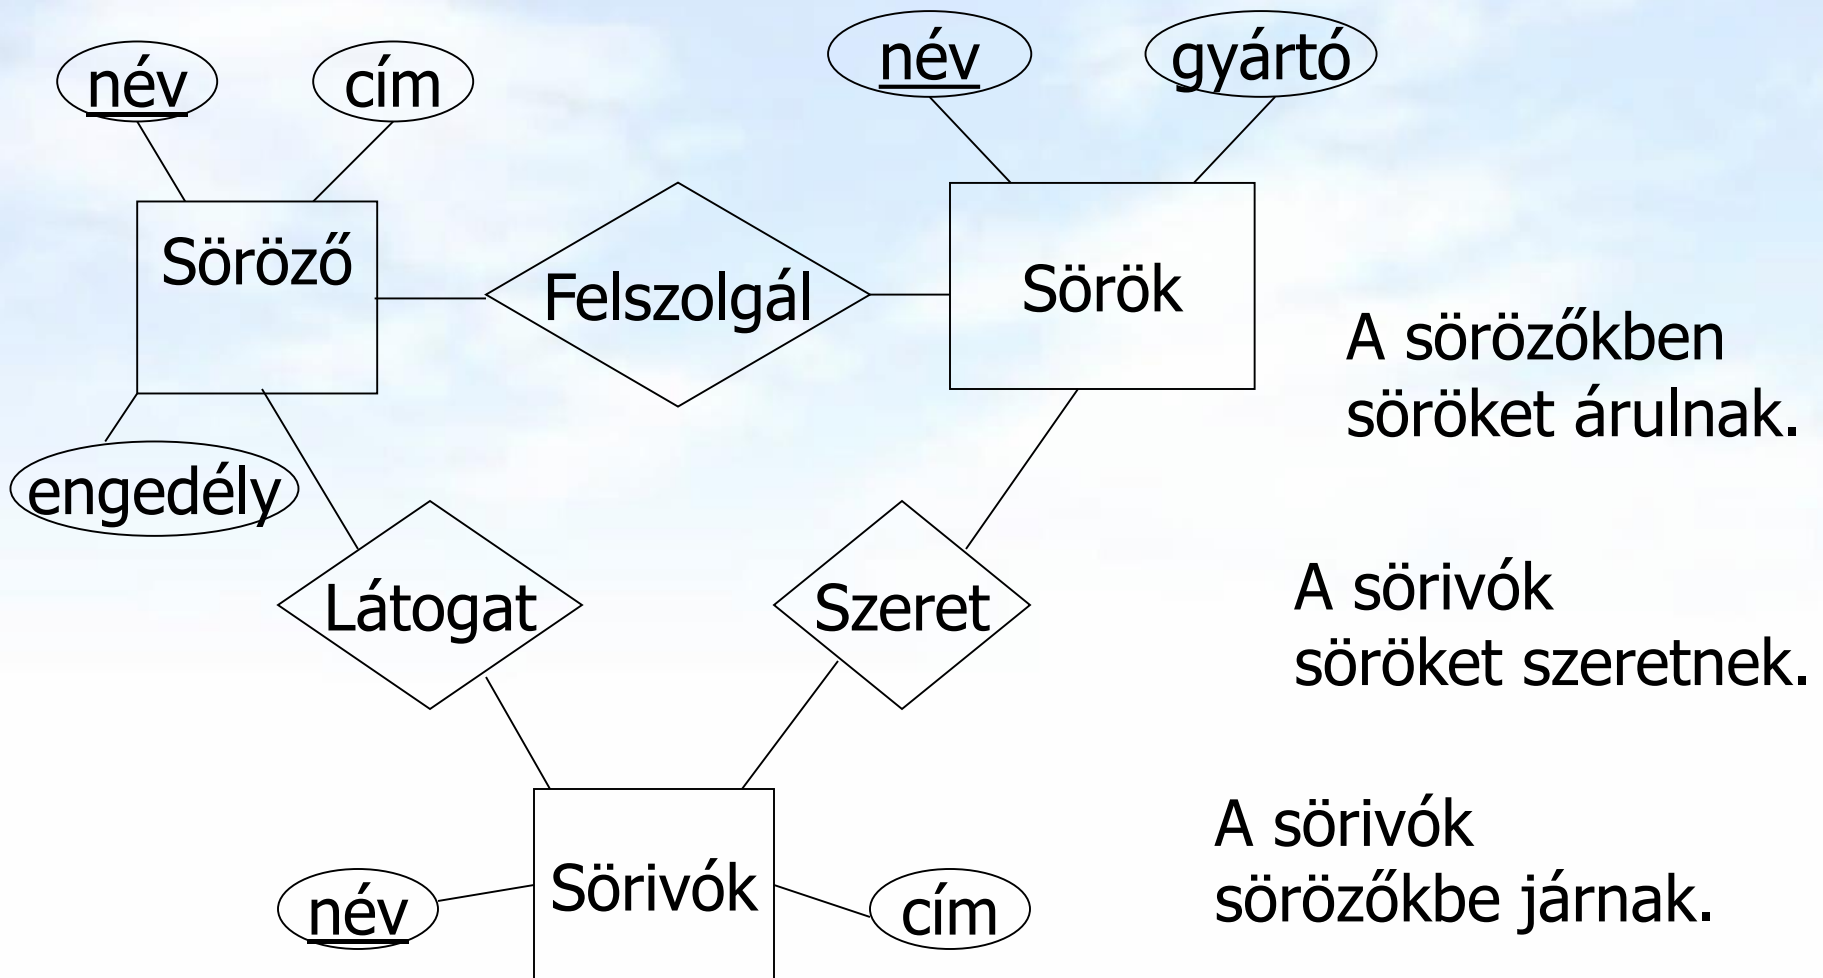 név
cím
név
gyártó
Söröző
Felszolgál
Sörök
A sörözőkben
söröket árulnak.
engedély
Látogat
Szeret
A sörivók
söröket szeretnek.
Sörivók
név
cím
A sörivók
sörözőkbe járnak.